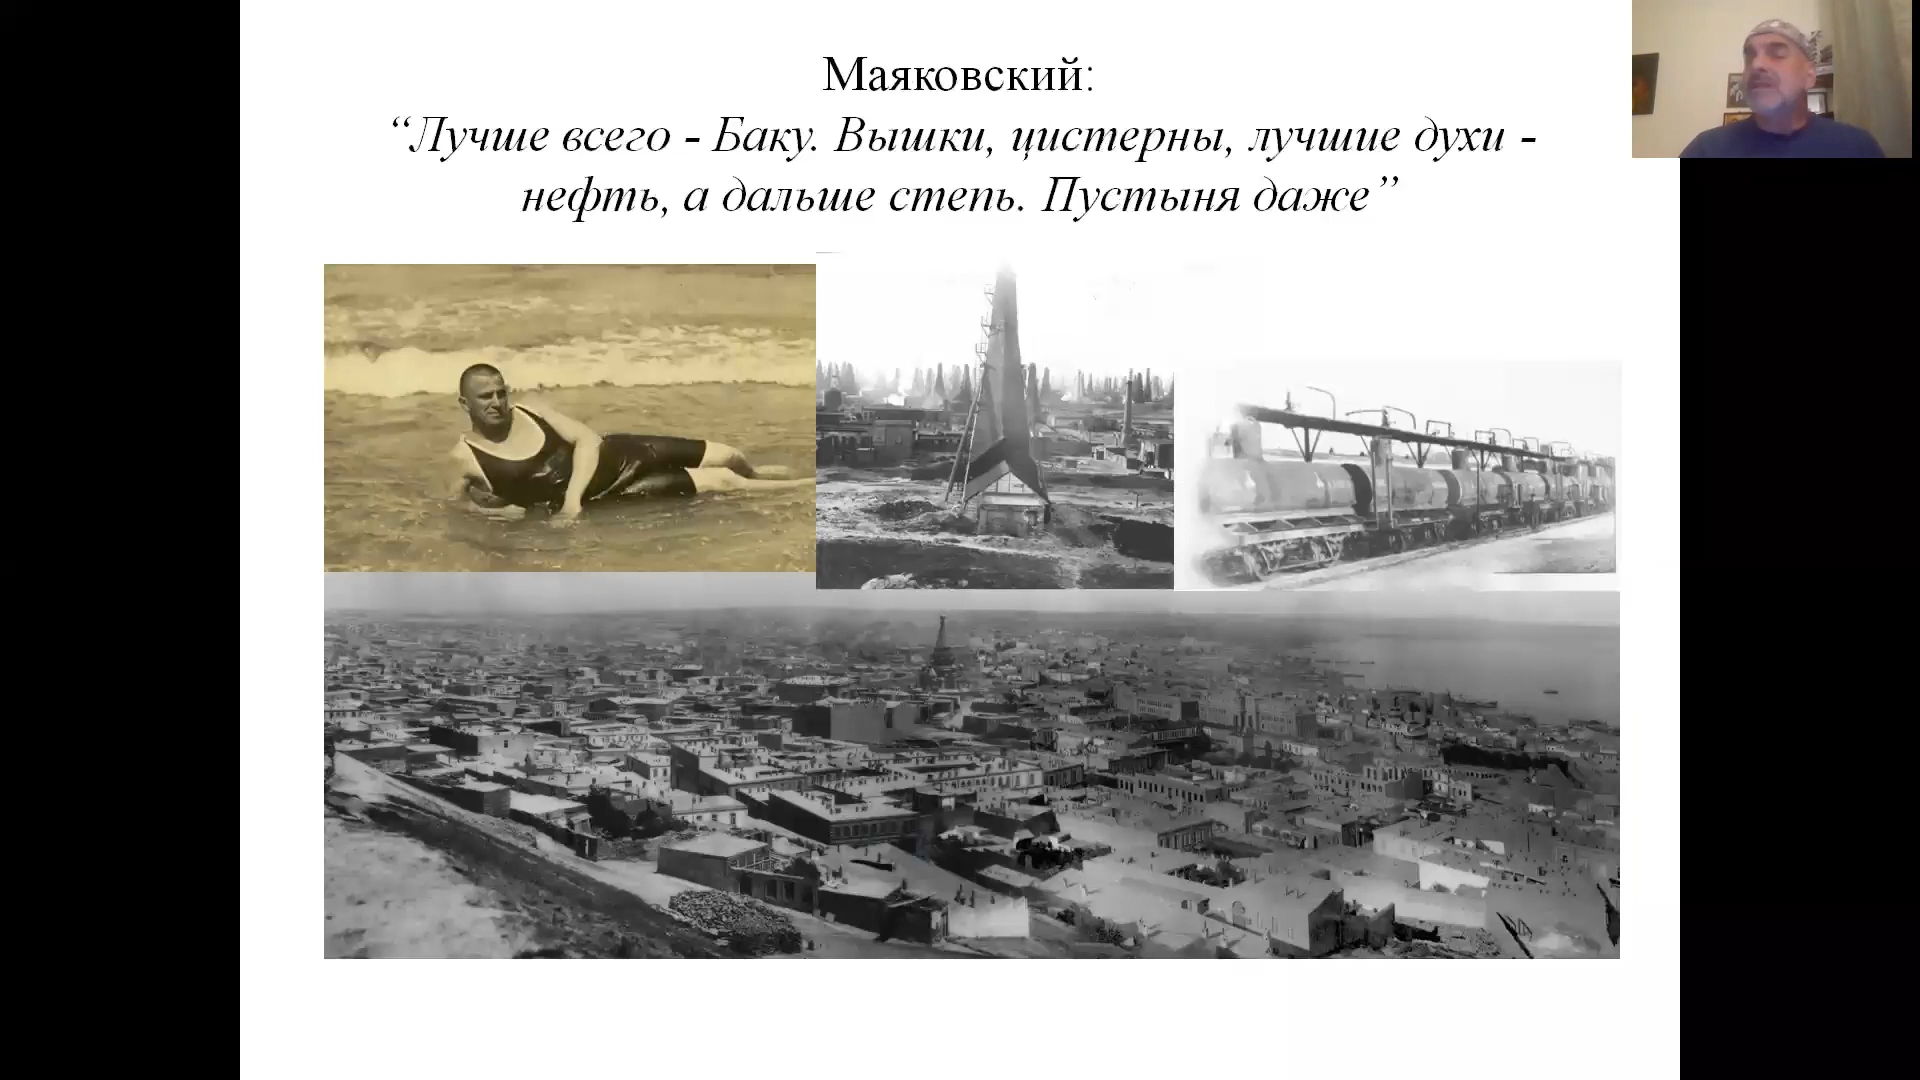 Маяковский:
“Лучше всего - Баку. Вышки, цистерны, лучшие духи -
нефть, а дальше степь. Пустыня даже”